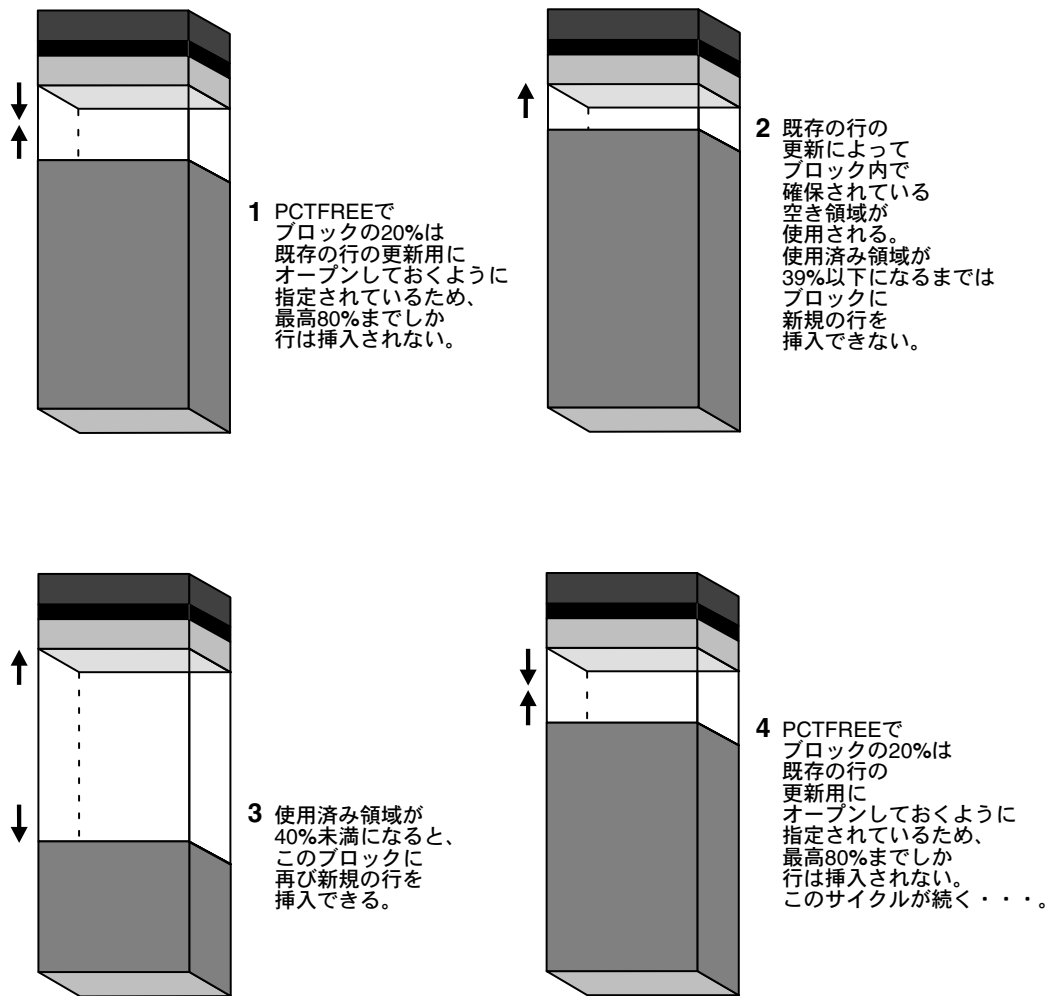 1 PCTFREEで
ブロックの20%は
既存の行の更新用に
オープンしておくように
指定されているため、
最高80%までしか
行は挿入されない。
2 既存の行の
更新によって
ブロック内で
確保されている
空き領域が
使用される。
使用済み領域が
39%以下になるまでは
ブロックに
新規の行を
挿入できない。
3 使用済み領域が
40%未満になると、
このブロックに
再び新規の行を
挿入できる。
4 PCTFREEで
ブロックの20%は
既存の行の
更新用に
オープンしておくように
指定されているため、
最高80%までしか
行は挿入されない。
このサイクルが続く・・・。